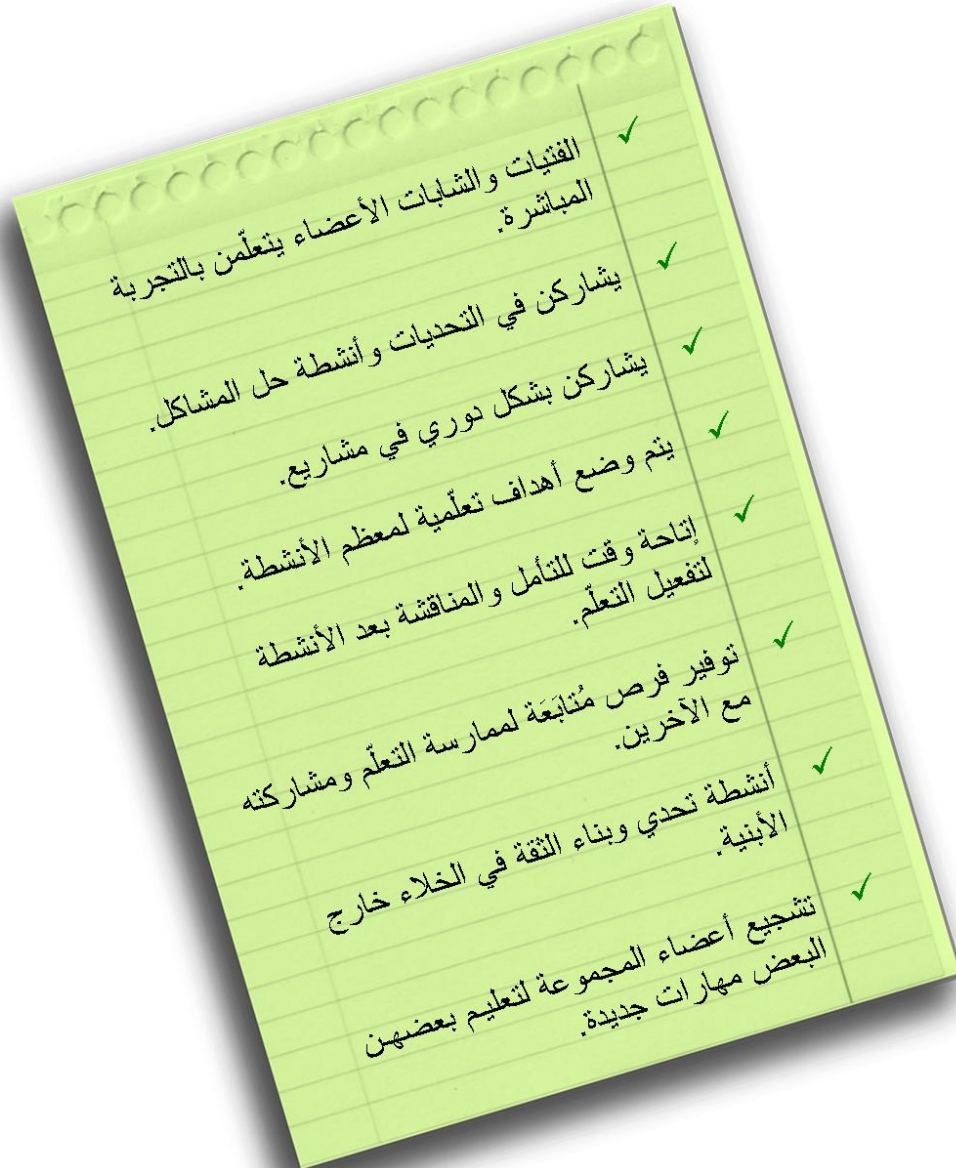 الفتيات والشابات الأعضاء يتعلّمن بالتجربة
المباشرة.
يشاركن في التحديات وأنشطة حل المشاكل.
يشاركن بشكل دوري في مشاريع.
يتم وضع أهداف تعلّمية لمعظم الأنشطة.
إتاحة وقت للتأمل والمناقشة بعد الأنشطة
لتفعيل التعلّم.
توفير فرص مُتابَعَة لممارسة التعلّم ومشاركته
مع الآخرين.
أنشطة تحدي وبناء الثقة في الخلاء خارج
الأبنية.
تشجيع أعضاء المجموعة لتعليم بعضهن
البعض مهارات جديدة.